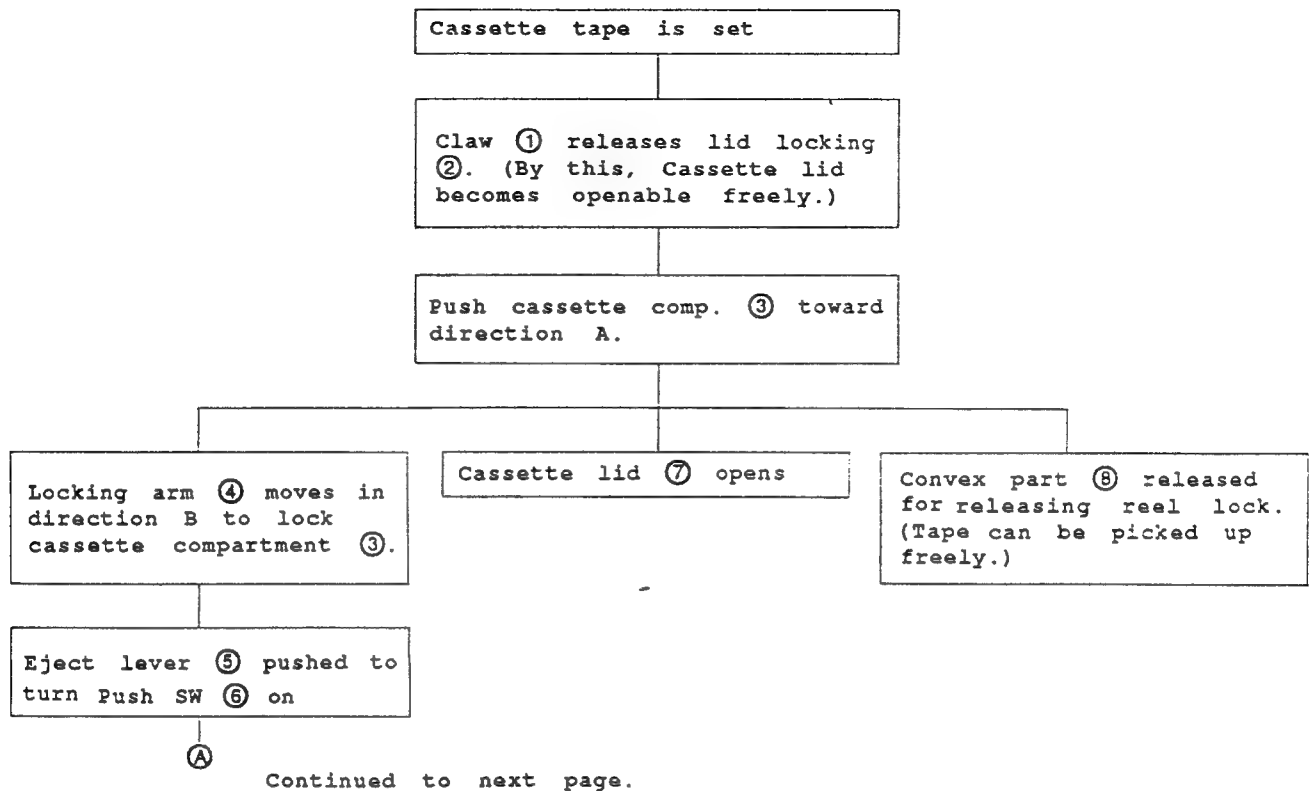 Cassette tape is set
Claw ① releases lid locking
②. (By this, Cassette lid
becomes openable freely.)
Push cassette comp. ③ toward
direction A.
Locking arm ④ moves in
direction B to lock
cassette compartment ③.
Cassette lid ⑦ opens
Convex part ⑧ released
for releasing reel lock.
(Tape can be picked up
freely.)
Eject lever ⑤ pushed to
turn Push SW ⑥ on
Ⓐ
Continued to next page.